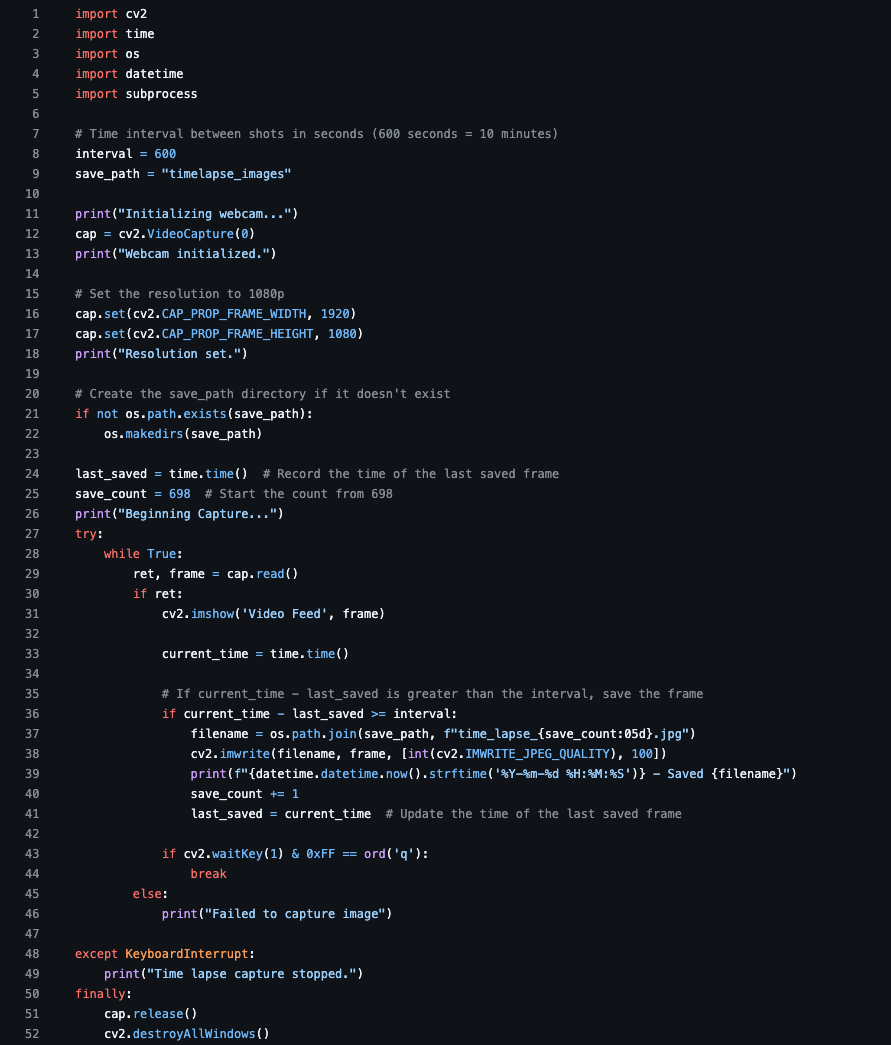 1 import cv2
2 import time
3 import os
4 import datetime
5 import subprocess
6
7 # Time interval between shots in seconds (600 seconds = 10 minutes)
8 interval = 600
9 save_path = "timelapse_images"
10
11 print("Initializing webcam...")
12 cap = cv2.VideoCapture(0)
13 print("Webcam initialized.")
14
15 # Set the resolution to 1080p
16 cap.set(cv2.CAP_PROP_FRAME_WIDTH, 1920)
17 cap.set(cv2.CAP_PROP_FRAME_HEIGHT, 1080)
18 print("Resolution set.")
19
20 # Create the save_path directory if it doesn't exist
21 if not os.path.exists(save_path):
22     os.makedirs(save_path)
23
24 last_saved = time.time()  # Record the time of the last saved frame
25 save_count = 698  # Start the count from 698
26 print("Beginning Capture...")
27 try:
28     while True:
29         ret, frame = cap.read()
30         if ret:
31             cv2.imshow('Video Feed', frame)
32
33             current_time = time.time()
34
35             # If current_time - last_saved is greater than the interval, save the frame
36             if current_time - last_saved >= interval:
37                 filename = os.path.join(save_path, f"time_lapse_{save_count:05d}.jpg")
38                 cv2.imwrite(filename, frame, [int(cv2.IMWRITE_JPEG_QUALITY), 100])
39                 print(f"{datetime.datetime.now().strftime('%Y-%m-%d %H:%M:%S')} - Saved {filename}")
40                 save_count += 1
41                 last_saved = current_time  # Update the time of the last saved frame
42
43             if cv2.waitKey(1) & 0xFF == ord('q'):
44                 break
45         else:
46             print("Failed to capture image")
47
48 except KeyboardInterrupt:
49     print("Time lapse capture stopped.")
50 finally:
51     cap.release()
52     cv2.destroyAllWindows()